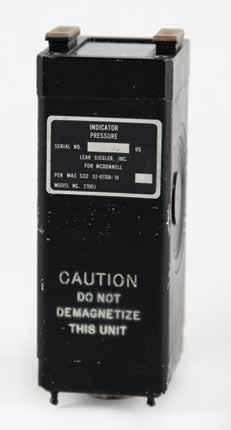 INDICATOR
PRESSURE
SERIAL NO. US
LEAR SIEGLER, INC.
FOR MCDONNELL
PER MAC SCD 52-81708-19
MODEL NO. 2700J
CAUTION
DO NOT
DEMAGNETIZE
THIS UNIT